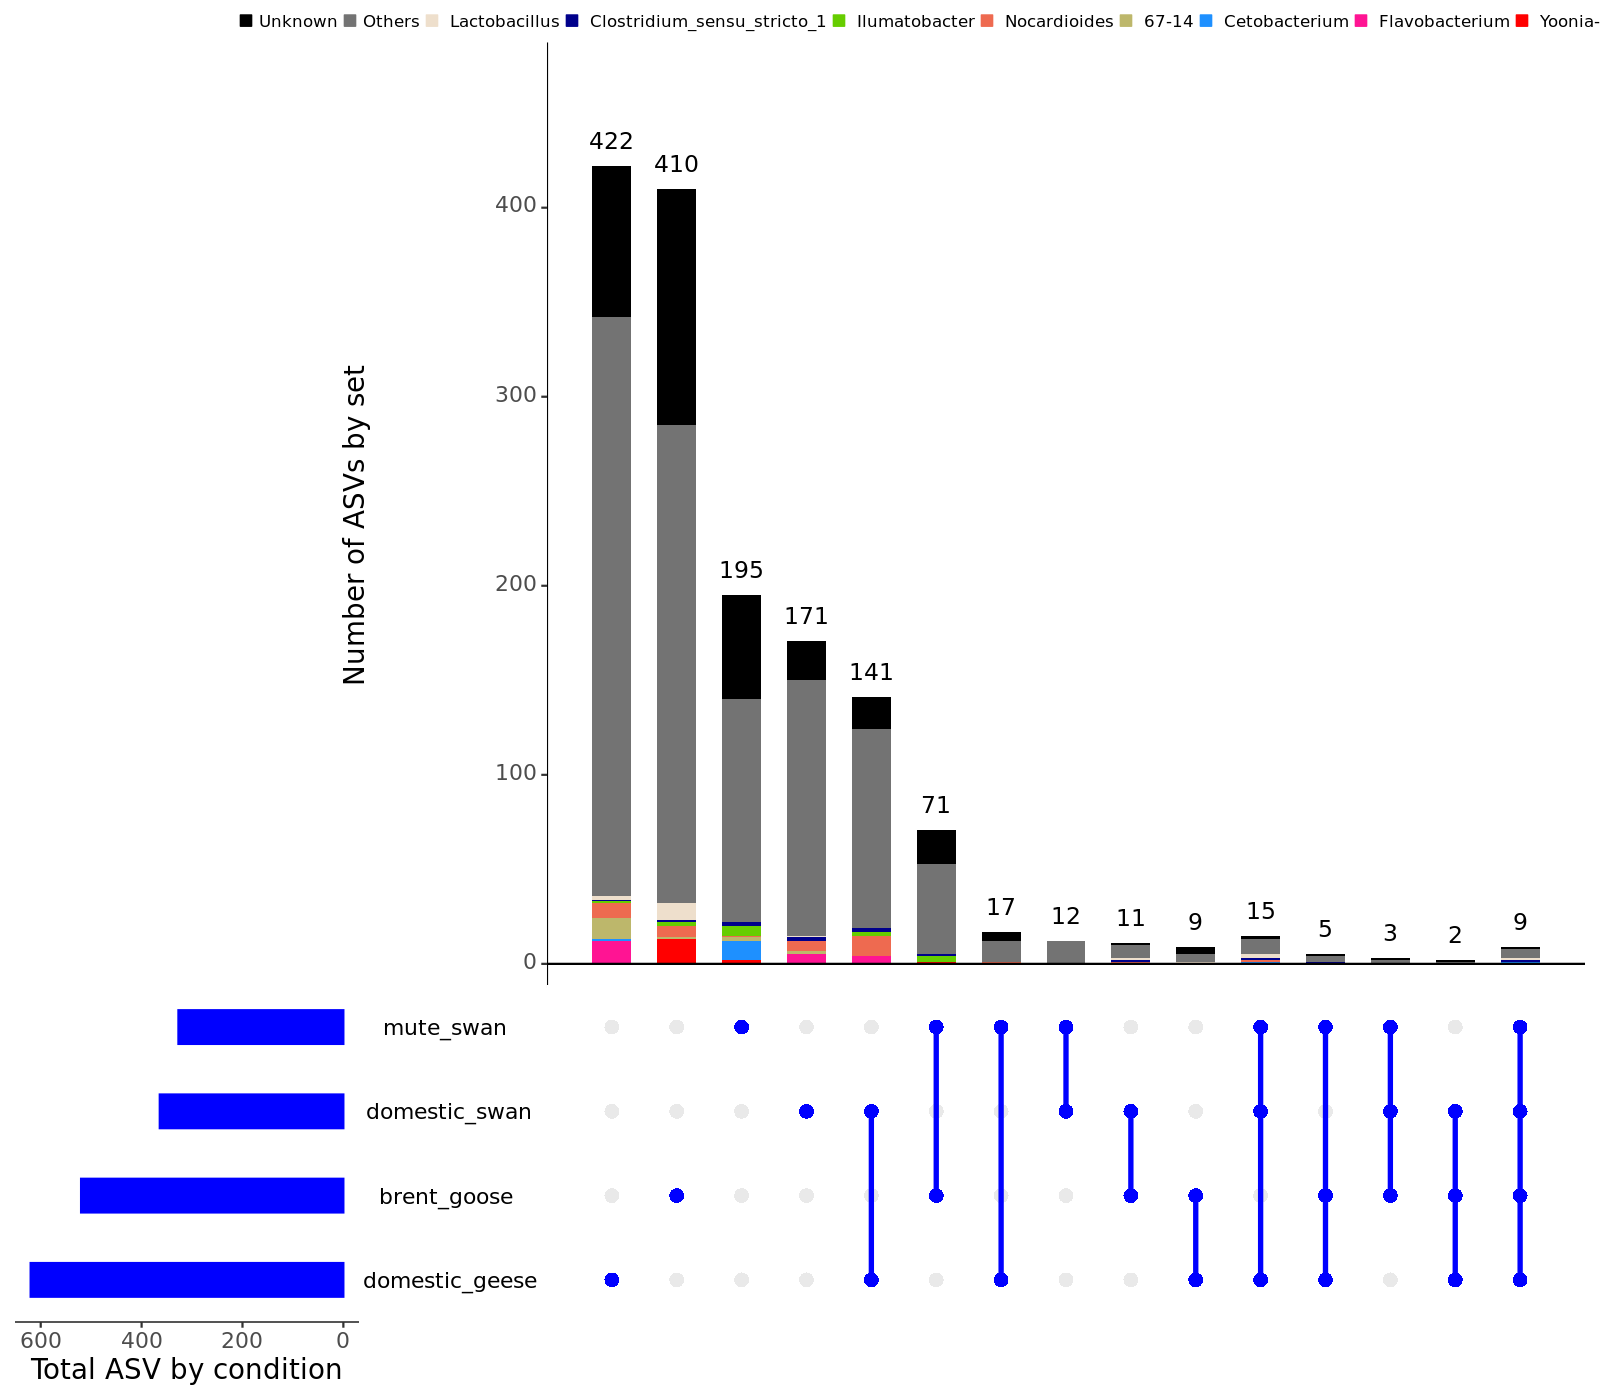 Unknown Others Lactobacillus Clostridium_sensu_stricto_1 Ilumatobacter Nocardioides 67-14 Cetobacterium Flavobacterium Yoonia-
422
410
400
300
Number of ASVs by set
195
200
171
141
100
71
17
12
11
9
15
5
3
2
9
0
mute_swan
domestic_swan
brent_goose
domestic_geese
600 400 200 0
Total ASV by condition